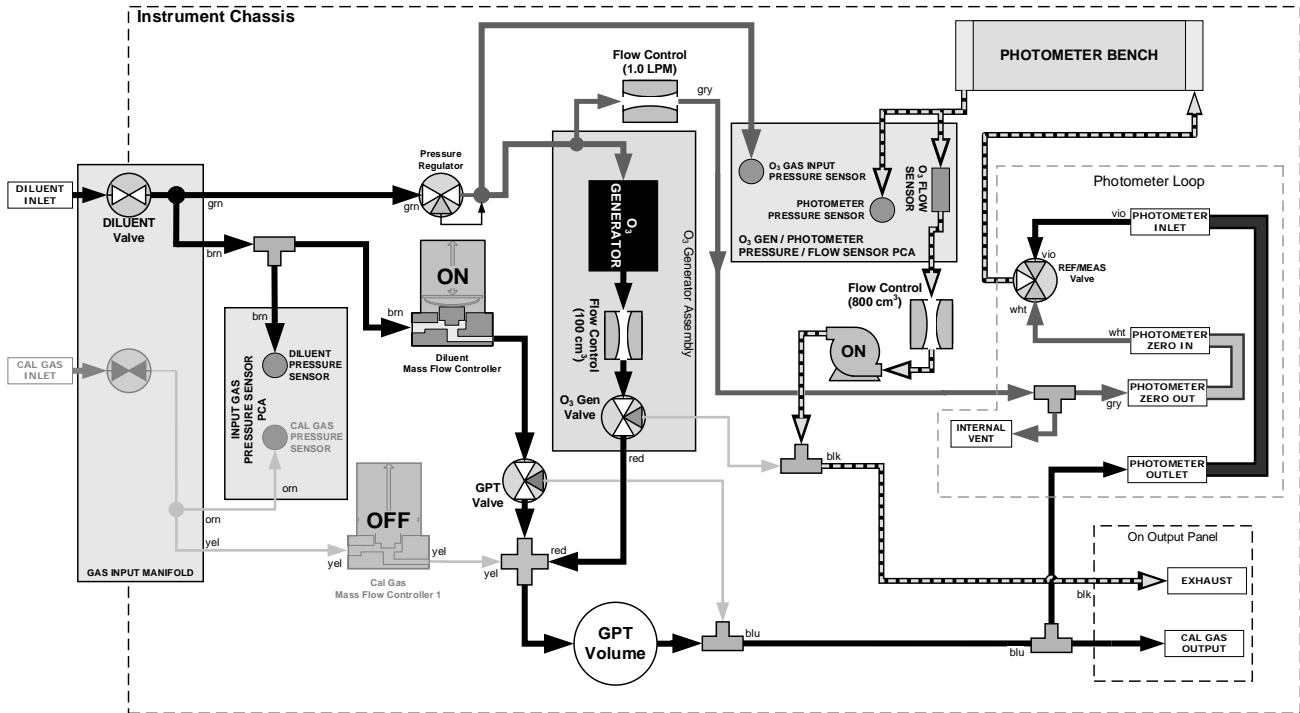 Instrument Chassis
Flow Control
(1.0 LPM)
gry
PHOTOMETER BENCH
Pressure
Regulator
DILUENT
INLET
grn
grn
DILUENT
Valve
brn
ON
brn
brn
Diluent
Mass Flow Controller
O3
GENERATOR
O3 Generator Assembly
Flow Control
(100 cm3)
O3 Gen
Valve
red
O3 GAS INPUT
PRESSURE SENSOR
PHOTOMETER
PRESSURE SENSOR
O3 FLOW
SENSOR
O3 GEN / PHOTOMETER
PRESSURE / FLOW SENSOR PCA
Flow Control
(800 cm3)
ON
Photometer Loop
vio
PHOTOMETER
INLET
vio
REF/MEAS
Valve
wht
wht
PHOTOMETER
ZERO IN
gry
PHOTOMETER
ZERO OUT
INTERNAL
VENT
PHOTOMETER
OUTLET
CAL GAS
INLET
DILUENT
PRESSURE
SENSOR
INPUT GAS
PRESSURE SENSOR
PCA
CAL GAS
PRESSURE
SENSOR
orn
orn
yel
GAS INPUT MANIFOLD
OFF
yel
yel
Cal Gas
Mass Flow Controller 1
GPT
Valve
yel
red
GPT
Volume
blu
blu
blk
blk
On Output Panel
EXHAUST
CAL GAS
OUTPUT